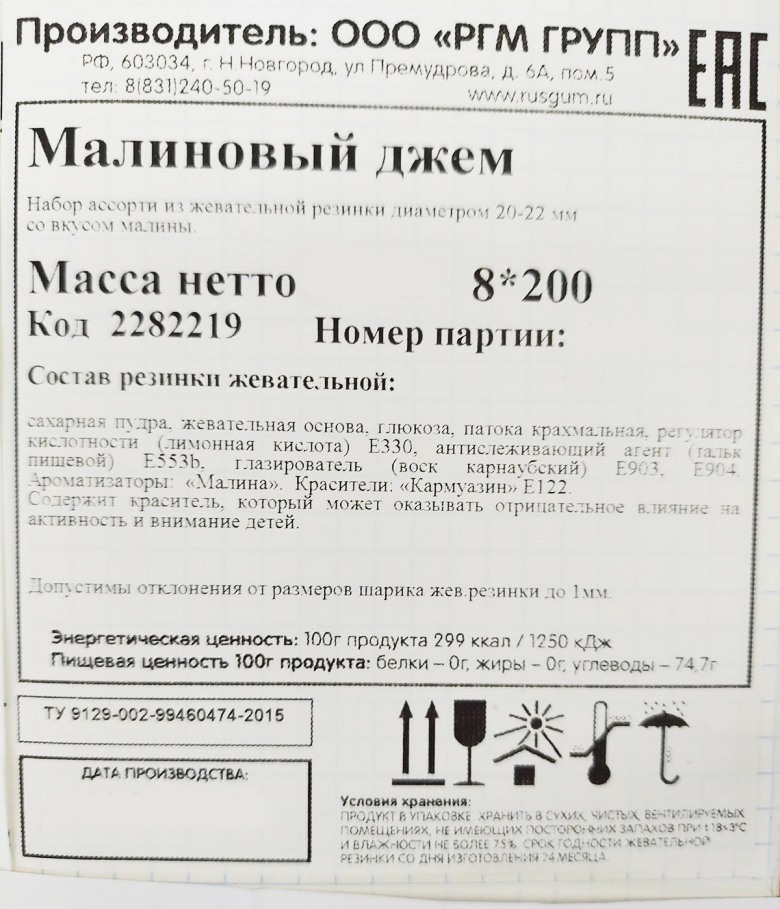 Производитель: ООО «РГМ ГРУПП»
РФ, 603034, г. Н.Новгород, ул.Премудрова, д. 6А, пом.5
тел: 8(831)240-50-19 www.rusgum.ru
EAC
Малиновый джем
Набор ассорти из жевательной резинки диаметром 20-22 мм
со вкусом малины.
Масса нетто 8*200
Код 2282219 Номер партии:
Состав резинки жевательной:
сахарная пудра, жевательная основа, глюкоза, патока крахмальная, регулятор
кислотности (лимонная кислота) Е330, антислеживающий агент (тальк
пищевой) Е553b, глазирователь (воск карнаубский) Е903, Е904.
Ароматизаторы: «Малина». Красители: «Кармуазин» Е122.
Содержит краситель, который может оказывать отрицательное влияние на
активность и внимание детей.
Допустимы отклонения от размеров шарика жев.резинки до 1мм.
Энергетическая ценность: 100г продукта 299 ккал / 1250 кДж
Пищевая ценность 100г продукта: белки – 0г, жиры – 0г, углеводы – 74,7г
ТУ 9129-002-99460474-2015
ДАТА ПРОИЗВОДСТВА:
Условия хранения:
ПРОДУКТ В УПАКОВКЕ ХРАНИТЬ В СУХИХ, ЧИСТЫХ, ВЕНТИЛИРУЕМЫХ
ПОМЕЩЕНИЯХ, НЕ ИМЕЮЩИХ ПОСТОРОННИХ ЗАПАХОВ ПРИ t 18±3°С
И ВЛАЖНОСТИ НЕ БОЛЕЕ 75%. СРОК ГОДНОСТИ ЖЕВАТЕЛЬНОЙ
РЕЗИНКИ СО ДНЯ ИЗГОТОВЛЕНИЯ 24 МЕСЯЦА.